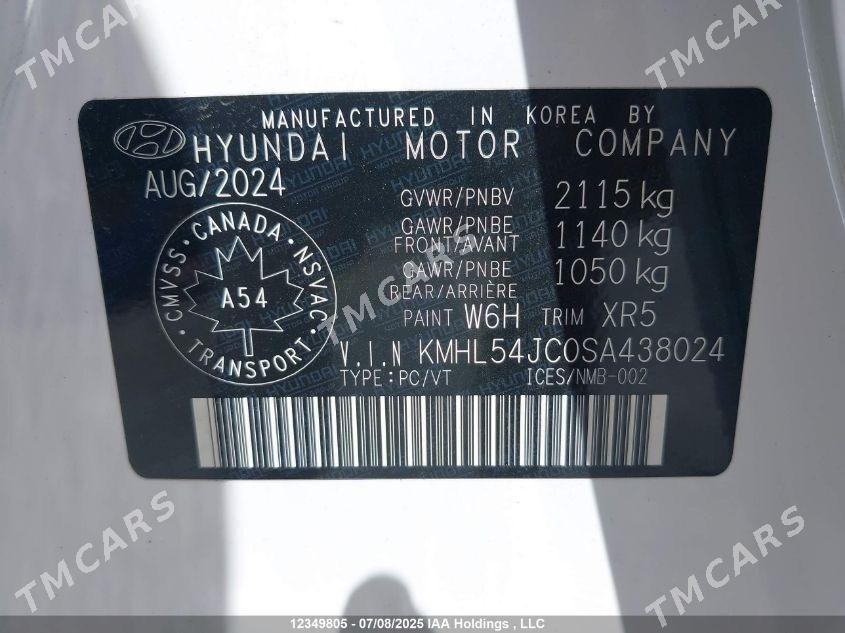 MANUFACTURED IN KOREA BY
HYUNDAI MOTOR COMPANY
AUG/2024
GVWR/PNBV 2115 kg
GAWR/PNBE FRONT/AVANT 1140 kg
GAWR/PNBE REAR/ARRIÈRE 1050 kg
PAINT W6H TRIM XR5
V.I.N KMHL54JC0SA438024
TYPE: PC/VT ICES/NMB-002
CMVSS • CANADA • NSVAC
A54
TRANSPORT
TMCARS
TMCARS
TMCARS
TMCARS
TMCARS
TMCARS
TMCARS
12349805 - 07/08/2025 IAA Holdings , LLC